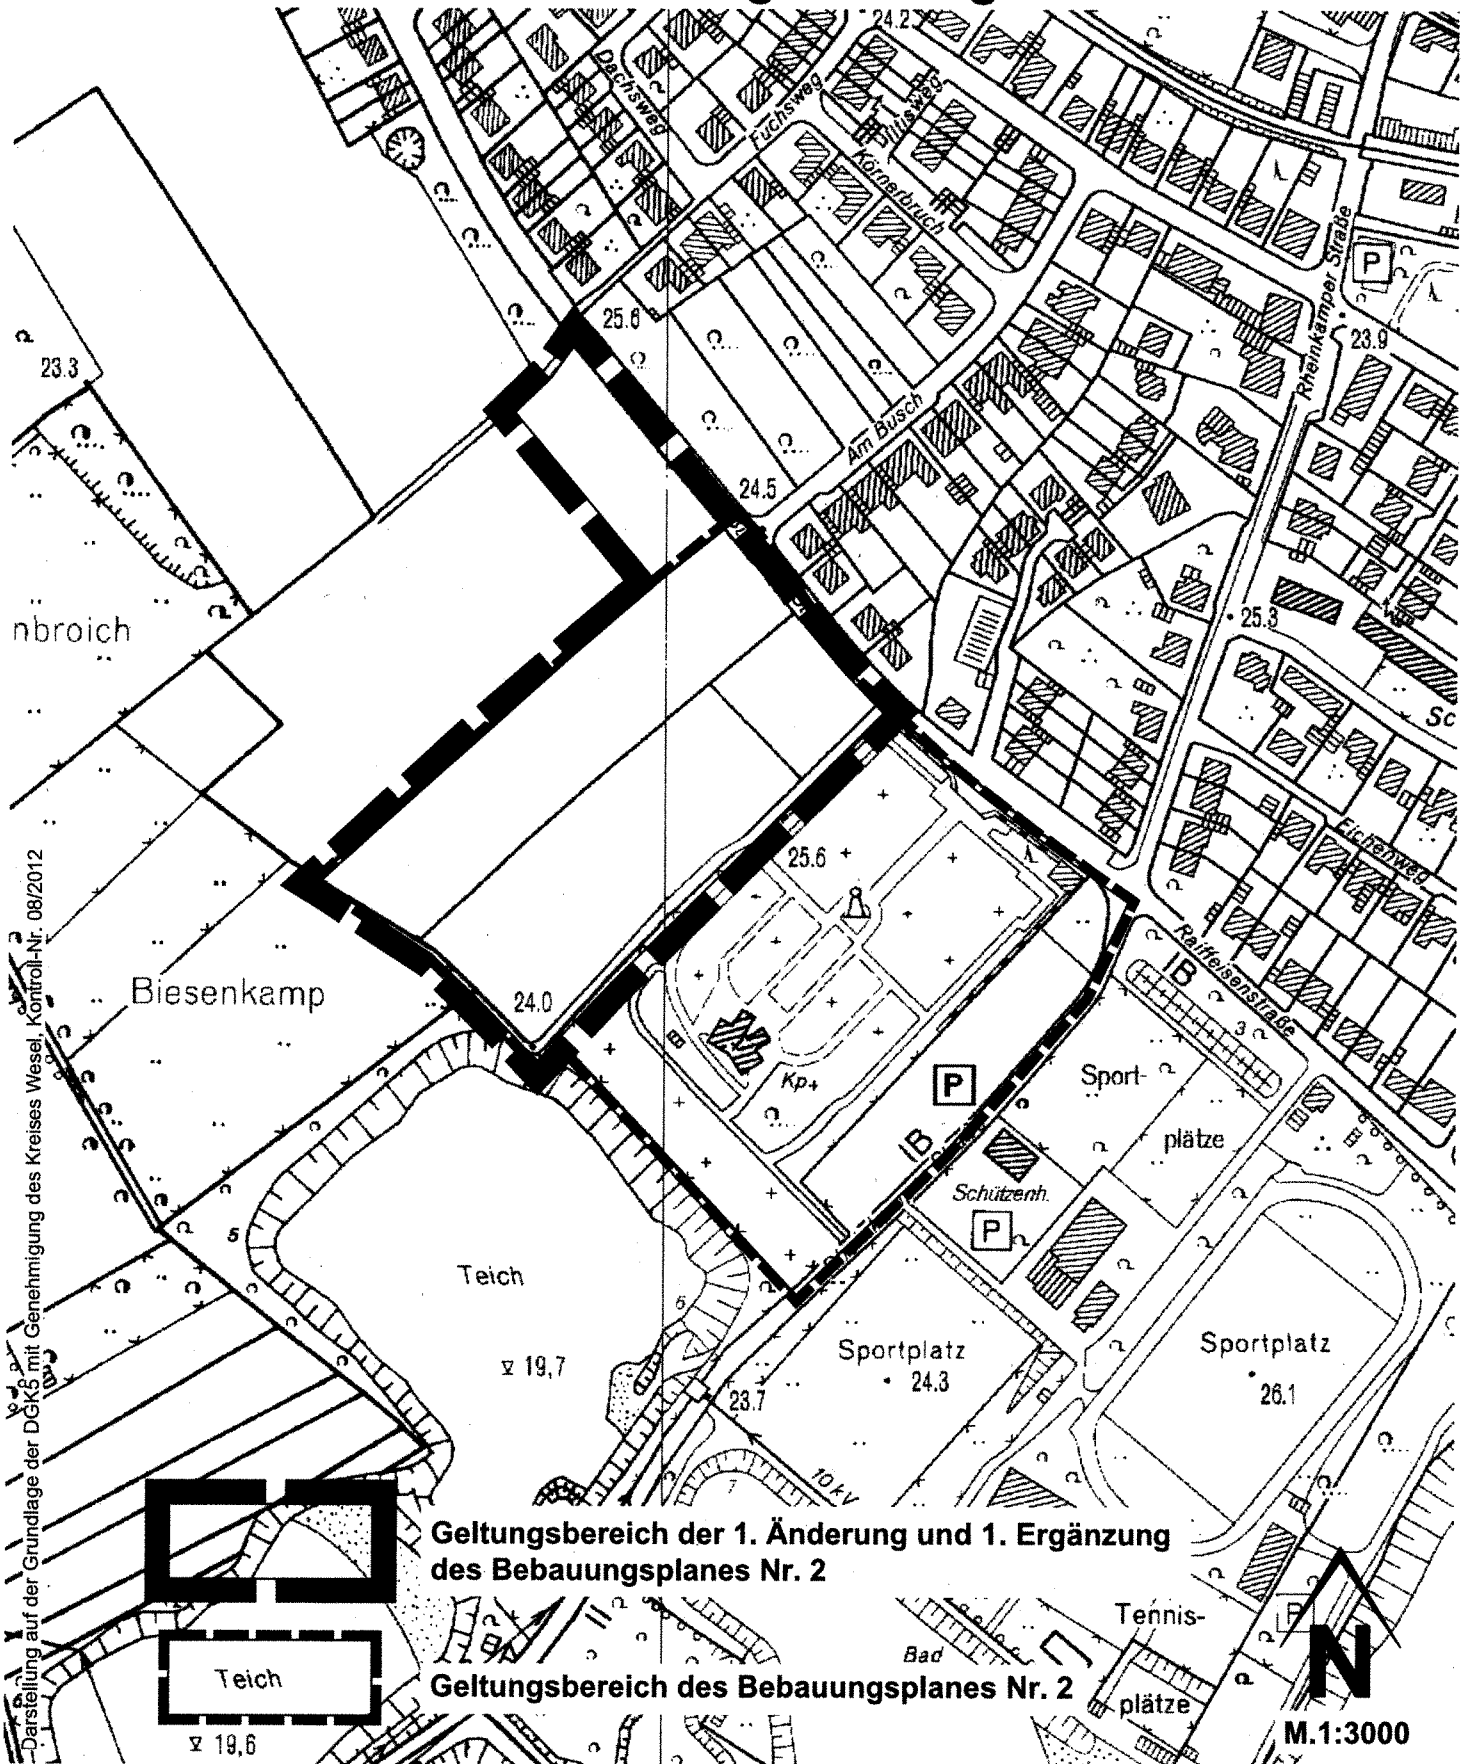 24.2
Dachsweg
Fuchsweg
Iltisweg
Körnerbruch
Rheinkamper Straße
P
25.6
23.9
23.3
Am Busch
24.5
nbroich
25.3
Sc
Eichenweg
25.6
Raiffeisenstraße
IB
3
Biesenkamp
24.0
Kp
P
Sport-
plätze
IB
Schützenh.
P
5
Teich
6
19,7
Sportplatz
24.3
Sportplatz
26.1
23.7
10 kV
7
Geltungsbereich der 1. Änderung und 1. Ergänzung
des Bebauungsplanes Nr. 2
Tennis-
plätze
P
Bad
Teich
Geltungsbereich des Bebauungsplanes Nr. 2
19,6
N
M.1:3000
Darstellung auf der Grundlage der DGK5 mit Genehmigung des Kreises Wesel, Kontroll-Nr. 08/2012